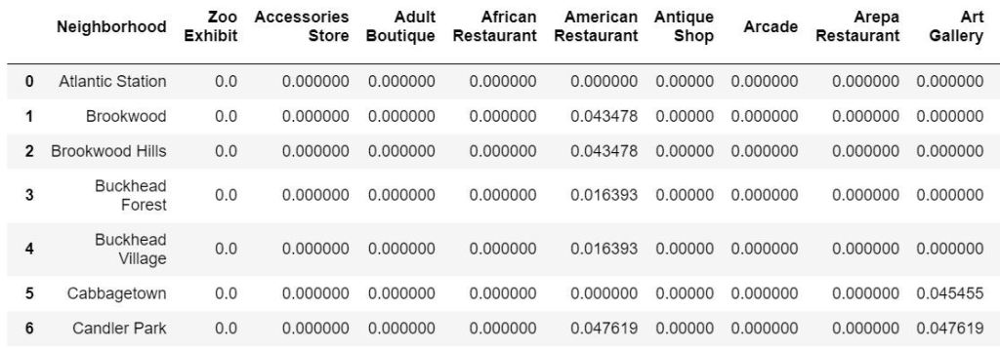 Neighborhood Zoo Exhibit Accessories Store Adult Boutique African Restaurant American Restaurant Antique Shop Arcade Arepa Restaurant Art Gallery
0 Atlantic Station 0.0 0.000000 0.000000 0.000000 0.000000 0.00000 0.000000 0.000000 0.000000
1 Brookwood 0.0 0.000000 0.000000 0.000000 0.043478 0.00000 0.000000 0.000000 0.000000
2 Brookwood Hills 0.0 0.000000 0.000000 0.000000 0.043478 0.00000 0.000000 0.000000 0.000000
3 Buckhead Forest 0.0 0.000000 0.000000 0.000000 0.016393 0.00000 0.000000 0.000000 0.000000
4 Buckhead Village 0.0 0.000000 0.000000 0.000000 0.016393 0.00000 0.000000 0.000000 0.000000
5 Cabbagetown 0.0 0.000000 0.000000 0.000000 0.000000 0.00000 0.000000 0.000000 0.045455
6 Candler Park 0.0 0.000000 0.000000 0.000000 0.047619 0.00000 0.000000 0.000000 0.047619